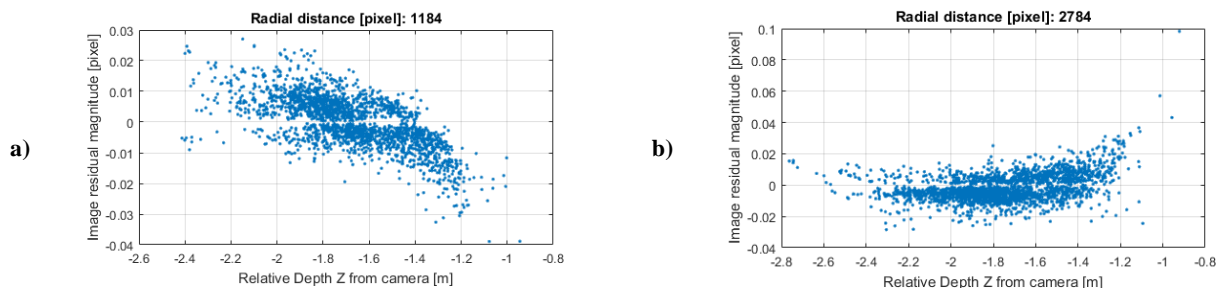 a)
Radial distance [pixel]: 1184
Image residual magnitude [pixel]
0.03
0.02
0.01
0
-0.01
-0.02
-0.03
-0.04
-2.6 -2.4 -2.2 -2 -1.8 -1.6 -1.4 -1.2 -1 -0.8
Relative Depth Z from camera [m]
b)
Radial distance [pixel]: 2784
Image residual magnitude [pixel]
0.1
0.08
0.06
0.04
0.02
0
-0.02
-0.04
-2.8 -2.6 -2.4 -2.2 -2 -1.8 -1.6 -1.4 -1.2 -1 -0.8
Relative Depth Z from camera [m]